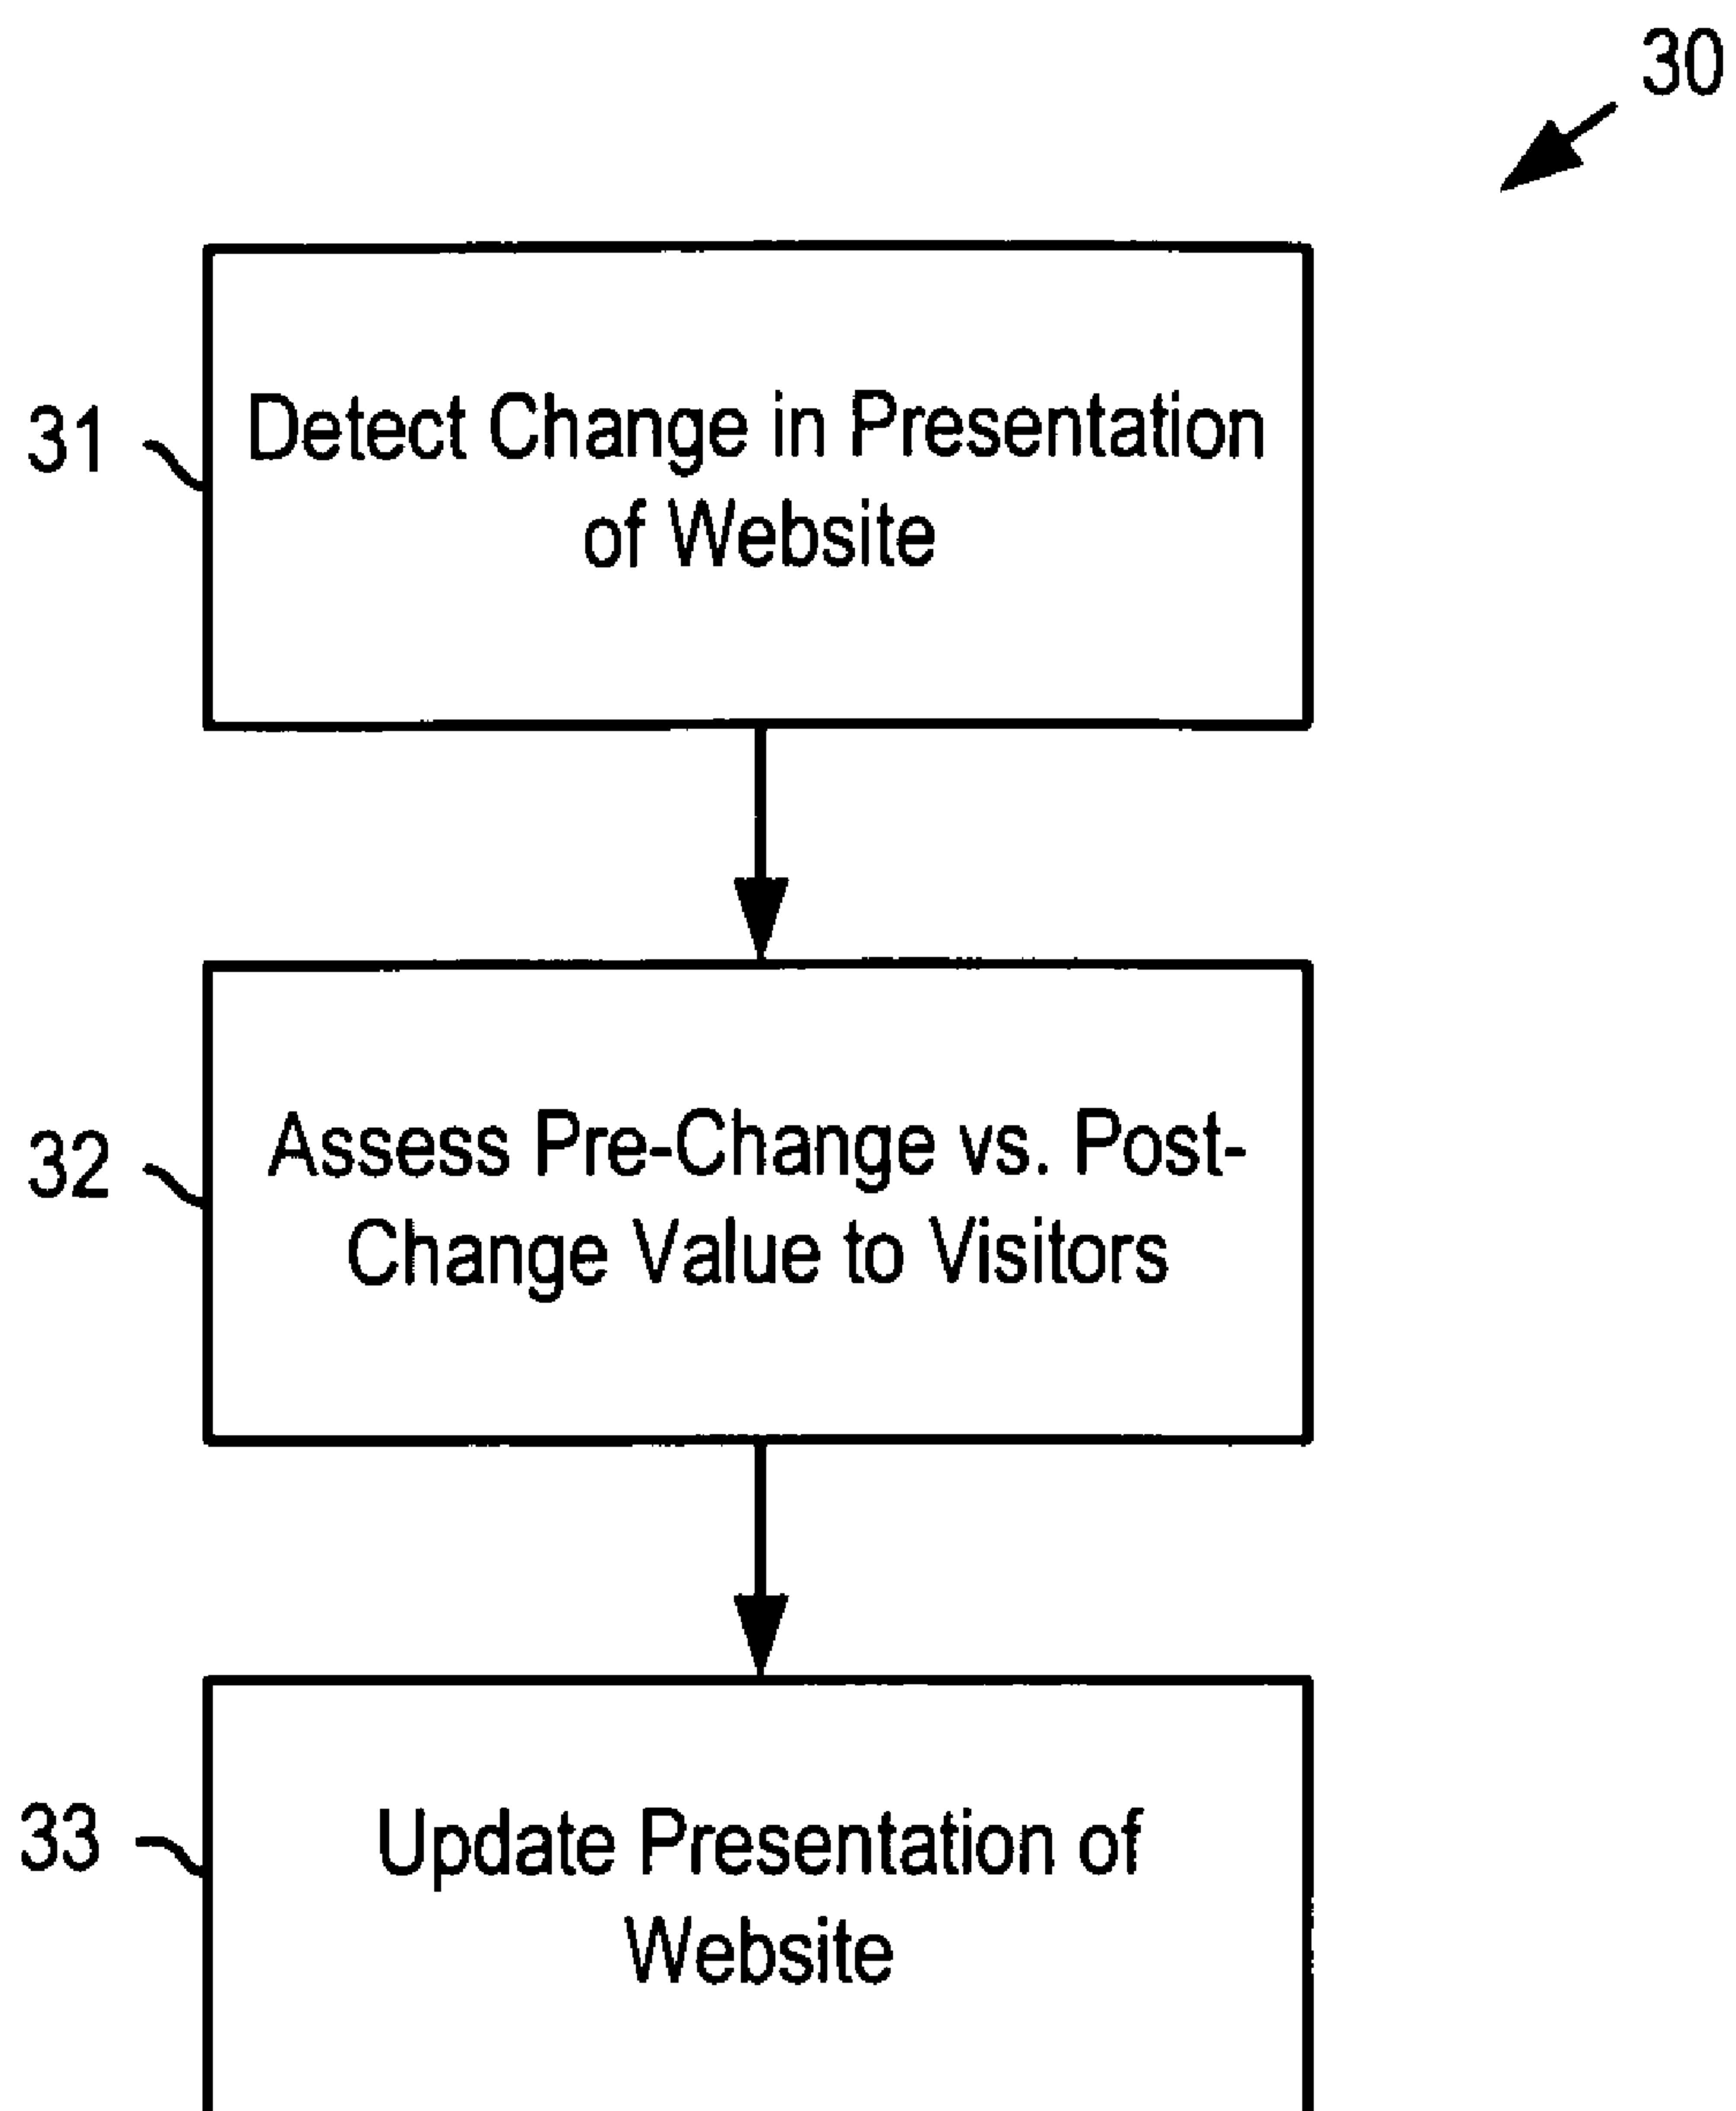 30
31
Detect Change in Presentation
of Website
32
Assess Pre-Change vs. Post-
Change Value to Visitors
33
Update Presentation of
Website